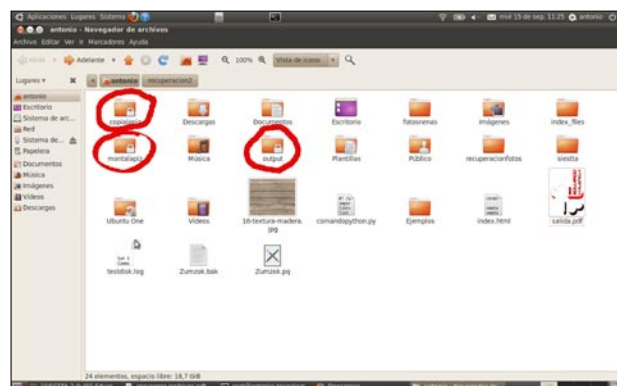 Aplicaciones Lugares Sistema
mié 15 de sep, 11:25 antonio
antonio - Navegador de archivos
Archivo Editar Ver Ir Marcadores Ayuda
Atrás Adelante 100% Vista de iconos
Lugares antonio recuperacion2
antonio
Escritorio
Sistema de arc...
Red
Sistema de...
Papelera
Documentos
Música
Imágenes
Vídeos
Descargas
copialapiz Descargas Documentos Escritorio fotosnenas Imágenes index_files
montalapiz Música output Plantillas Público recuperacionfotos siestta
Ubuntu One Vídeos 16-textura-madera.jpg comandopython.py Ejemplos index.html salida.pdf
testdisk.log Zumzok.bak Zumzok.pq
24 elementos, espacio libre: 18,7 GiB